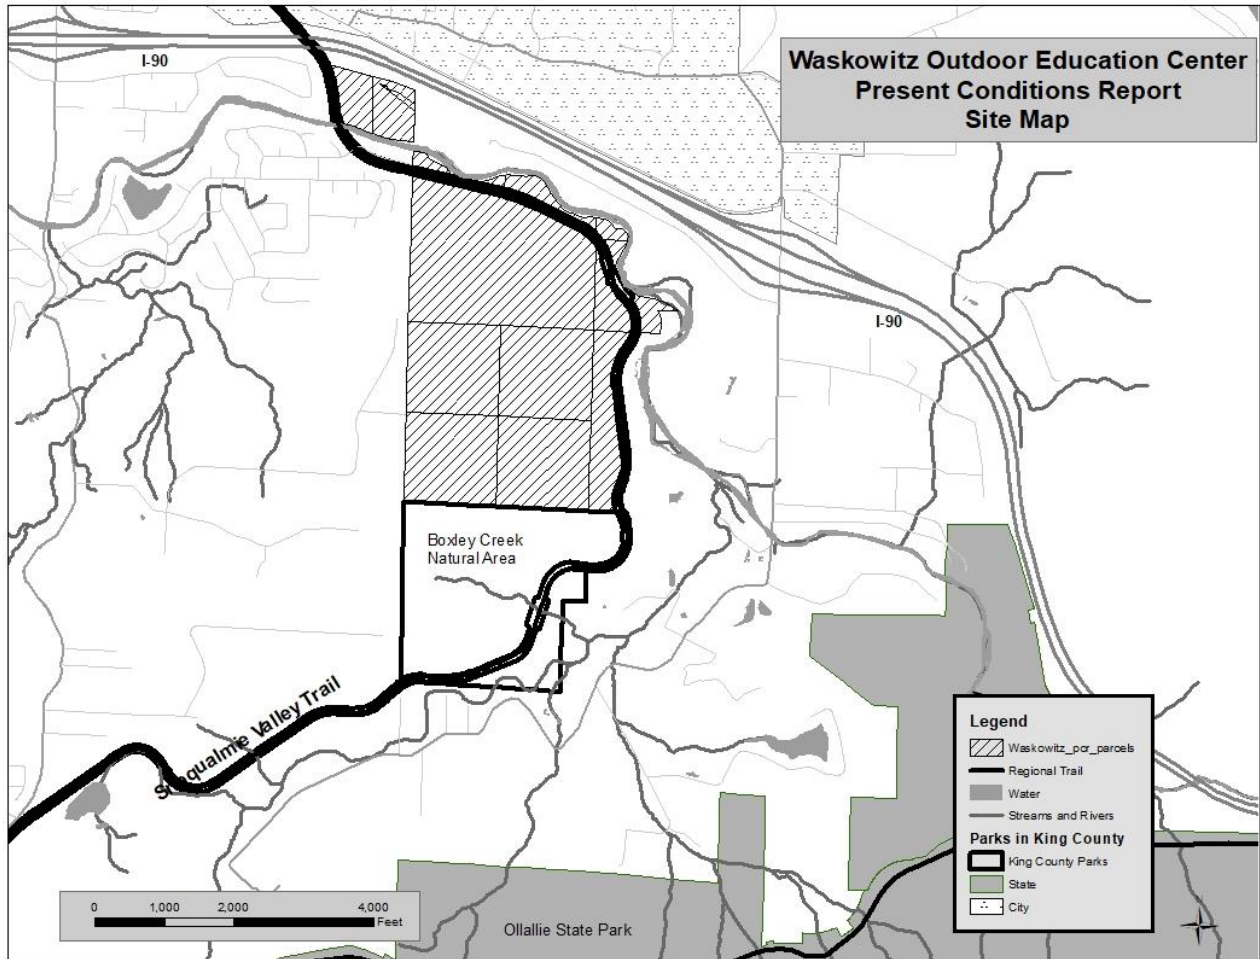 Waskowitz Outdoor Education Center
Present Conditions Report
Site Map
I-90
I-90
Boxley Creek
Natural Area
Snoqualmie Valley Trail
Ollallie State Park
Legend
Waskowitz_pcr_parcels
Regional Trail
Water
Streams and Rivers
Parks in King County
King County Parks
State
City
0 1,000 2,000 4,000
Feet